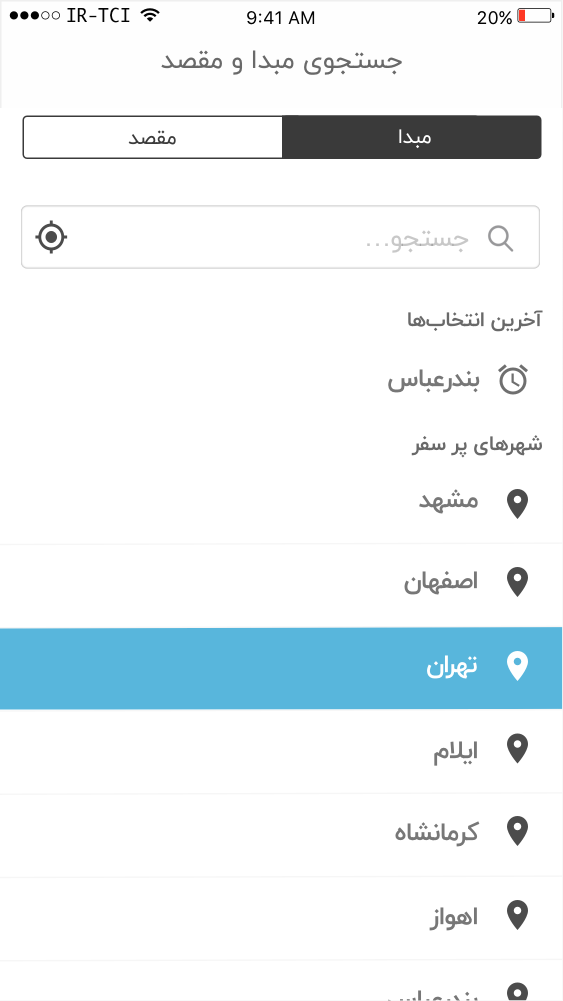 IR-TCI 9:41 AM 20%
جستجوی مبدا و مقصد
مبدا مقصد
جستجو...
آخرین انتخاب‌ها
بندرعباس
شهرهای پر سفر
مشهد
اصفهان
تهران
ایلام
کرمانشاه
اهواز
بندرعباس